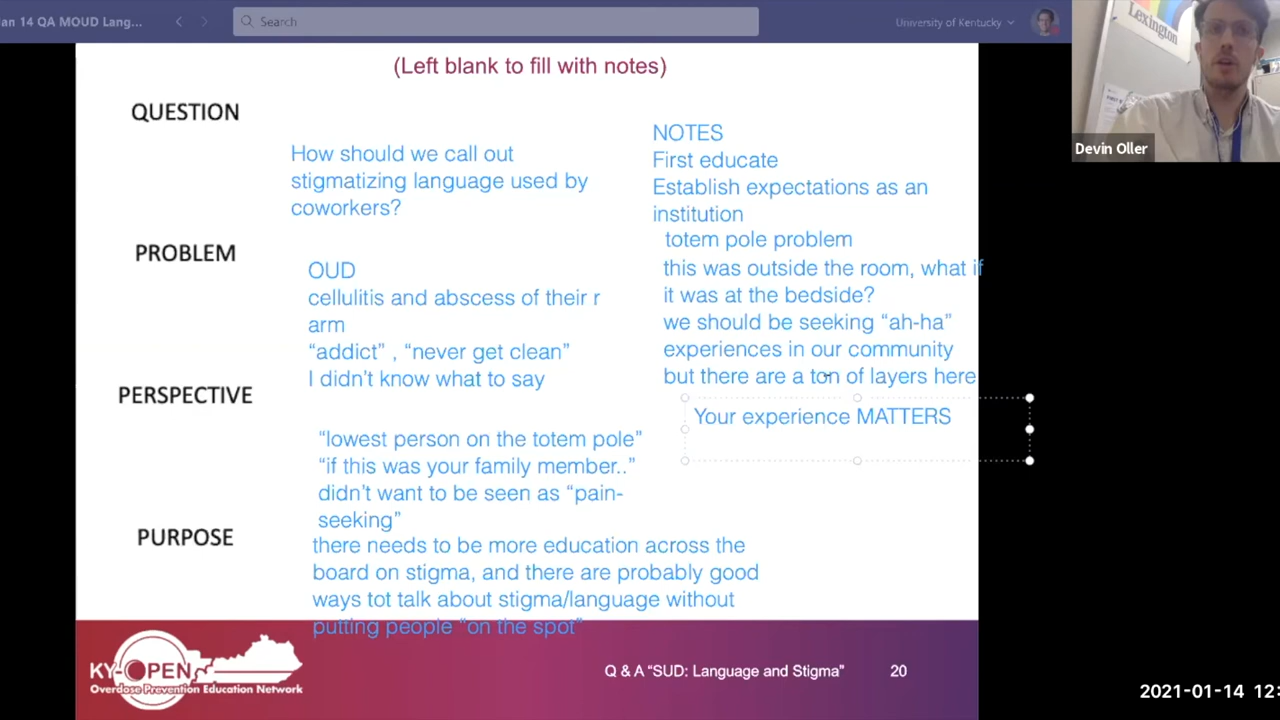 an 14 QA MOUD Lang...
Search
University of Kentucky
Lexington
Devin Oller
(Left blank to fill with notes)
QUESTION
How should we call out
stigmatizing language used by
coworkers?
PROBLEM
OUD
cellulitis and abscess of their r
arm
“addict” , “never get clean”
I didn’t know what to say
PERSPECTIVE
“lowest person on the totem pole”
“if this was your family member..”
didn’t want to be seen as “pain-
seeking”
PURPOSE
there needs to be more education across the
board on stigma, and there are probably good
ways tot talk about stigma/language without
putting people “on the spot”
NOTES
First educate
Establish expectations as an
institution
totem pole problem
this was outside the room, what if
it was at the bedside?
we should be seeking “ah-ha”
experiences in our community
but there are a ton of layers here
Your experience MATTERS
KY-OPEN
Overdose Prevention Education Network
Q & A “SUD: Language and Stigma”
20
2021-01-14 12: